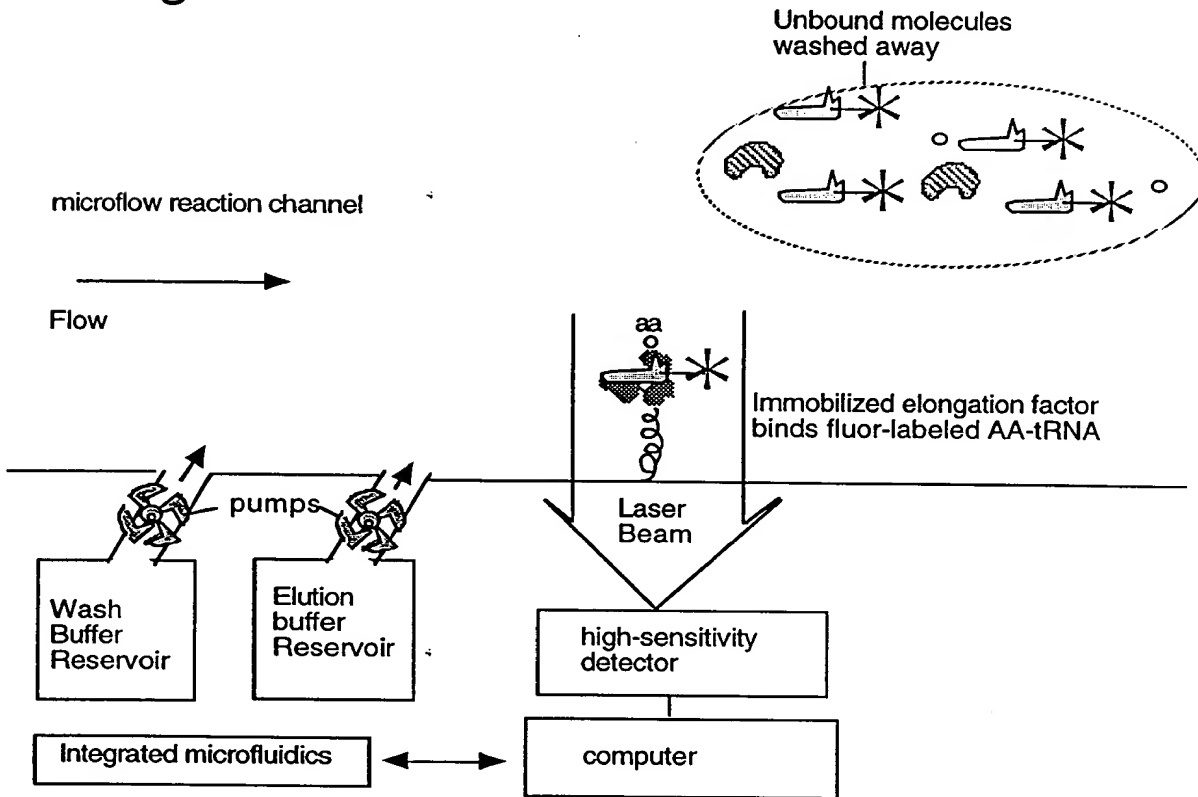 Unbound molecules
washed away
microflow reaction channel
Flow
aa
Immobilized elongation factor
binds fluor-labeled AA-tRNA
pumps
Laser
Beam
Wash
Buffer
Reservoir
Elution
buffer
Reservoir
high-sensitivity
detector
Integrated microfluidics
computer